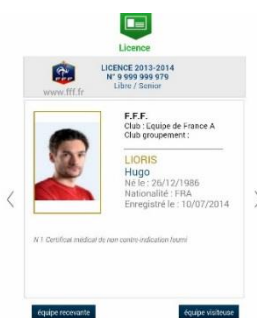 Licence
LICENCE 2013-2014
N° 9 999 999 979
Libre / Senior
www.fff.fr
F.F.F.
Club : Equipe de France A
Club groupement :
LlORIS
Hugo
Né le : 26/12/1986
Nationalité : FRA
Enregistré le : 10/07/2014
N 1 Certificat médical de non contre-indication fourni
équipe recevante
équipe visiteuse